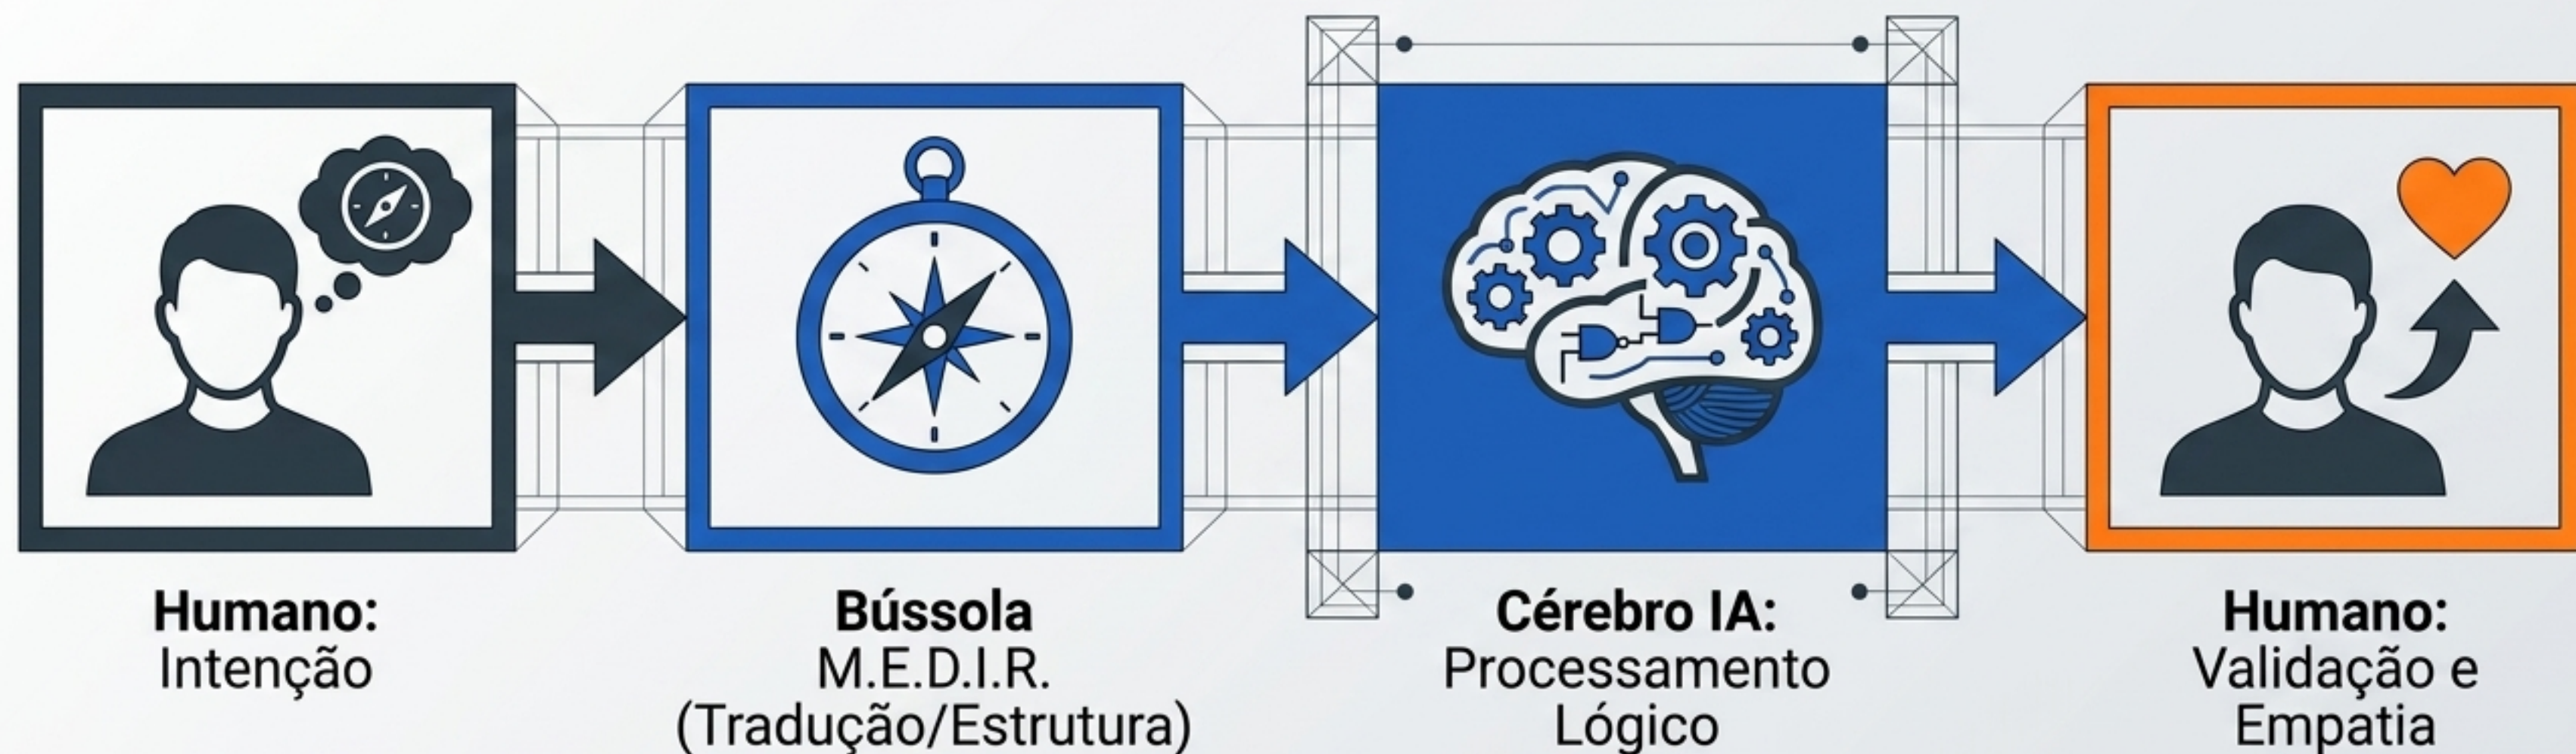 Humano:
Intenção
Bússola
M.E.D.I.R.
(Tradução/Estrutura)
Cérebro IA:
Processamento
Lógico
Humano:
Validação e
Empatia